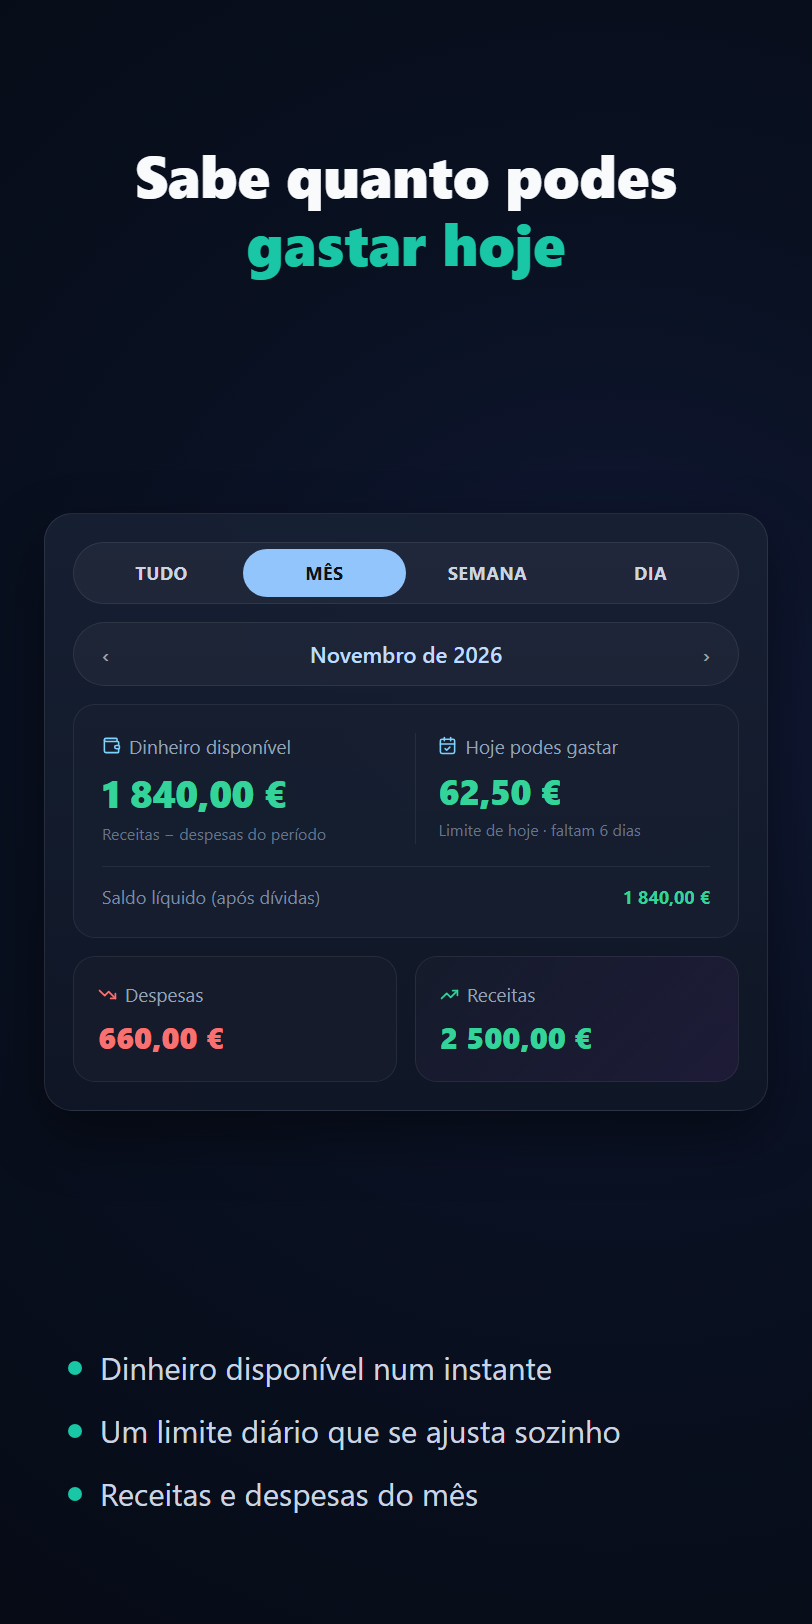 Sabe quanto podes
gastar hoje
TUDO
MÊS
SEMANA
DIA
‹
Novembro de 2026
›
Dinheiro disponível
1 840,00 €
Receitas – despesas do período
Hoje podes gastar
62,50 €
Limite de hoje · faltam 6 dias
Saldo líquido (após dívidas)
1 840,00 €
Despesas
660,00 €
Receitas
2 500,00 €
Dinheiro disponível num instante
Um limite diário que se ajusta sozinho
Receitas e despesas do mês